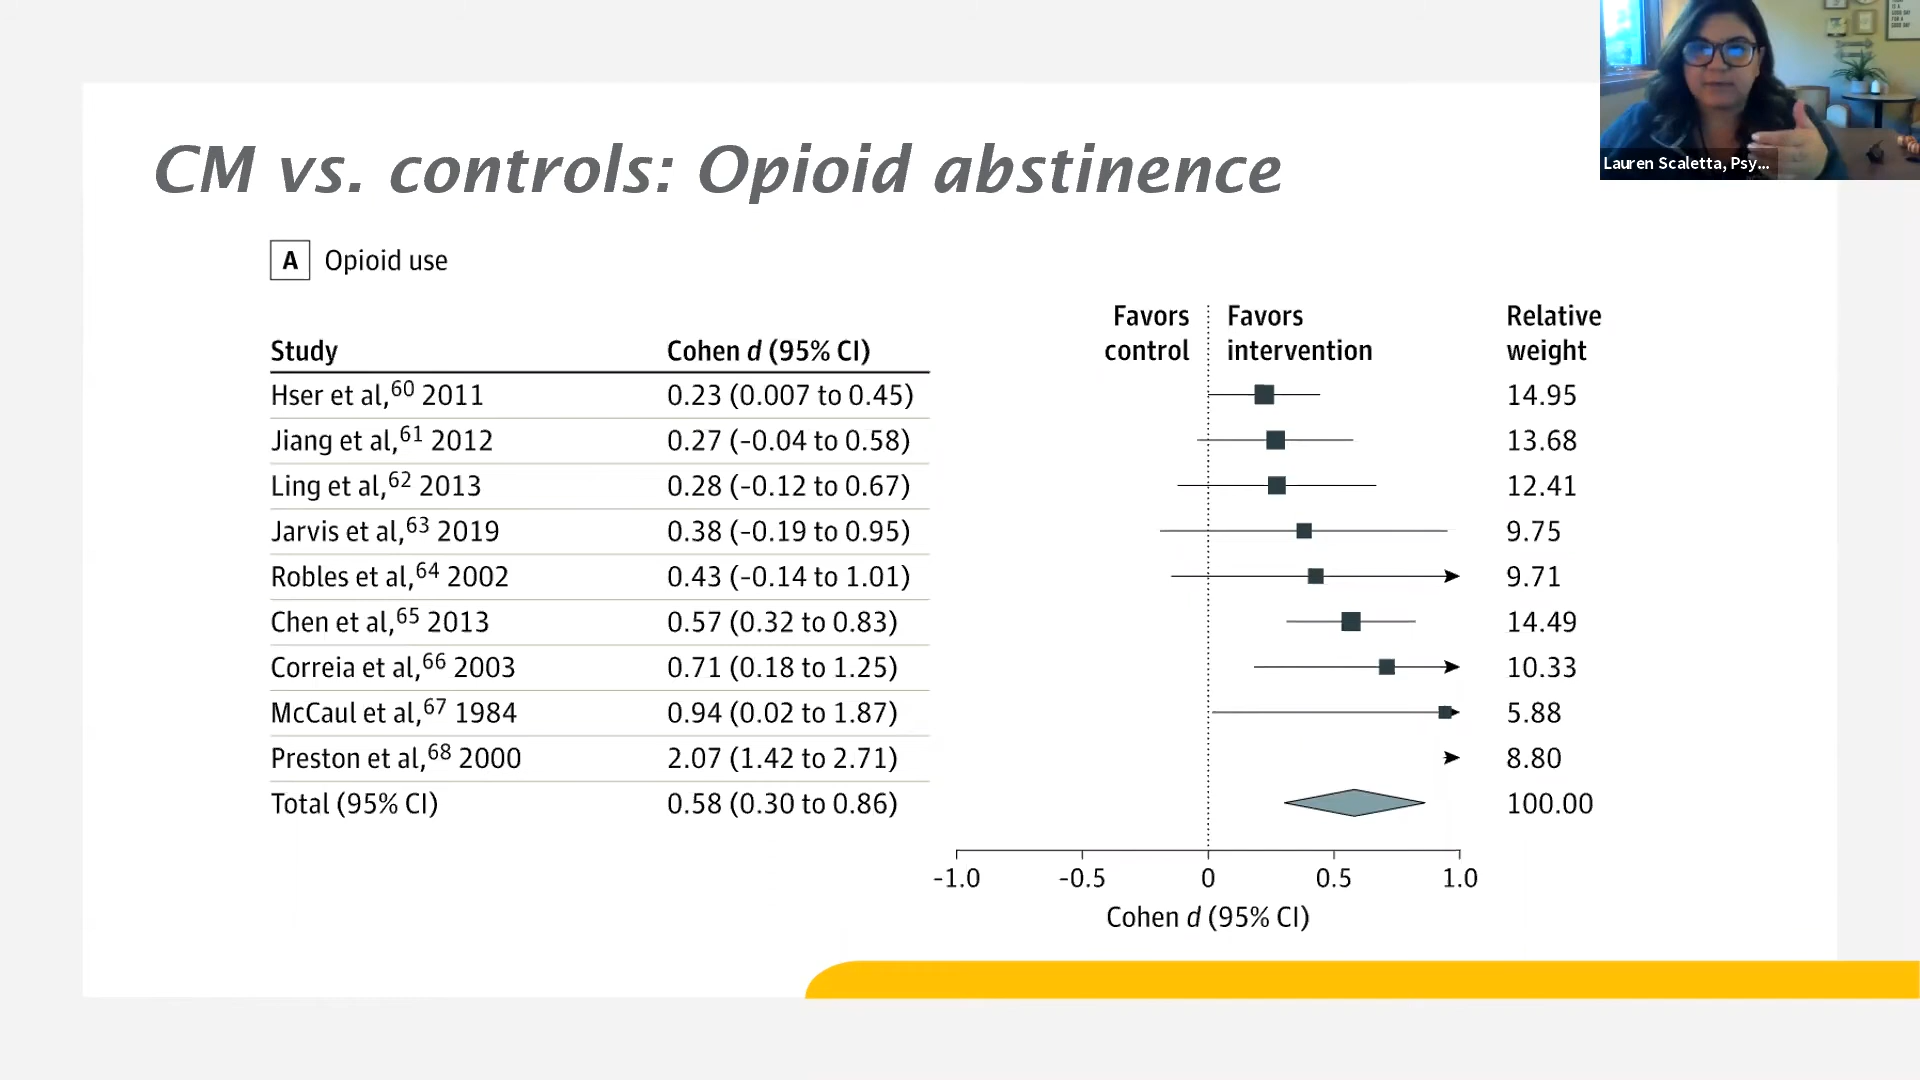 Lauren Scaletta, Psy...
CM vs. controls: Opioid abstinence
A Opioid use
Favors control
Favors intervention
Relative weight
Study Cohen d (95% CI)
Hser et al,60 2011 0.23 (0.007 to 0.45) 14.95
Jiang et al,61 2012 0.27 (-0.04 to 0.58) 13.68
Ling et al,62 2013 0.28 (-0.12 to 0.67) 12.41
Jarvis et al,63 2019 0.38 (-0.19 to 0.95) 9.75
Robles et al,64 2002 0.43 (-0.14 to 1.01) 9.71
Chen et al,65 2013 0.57 (0.32 to 0.83) 14.49
Correia et al,66 2003 0.71 (0.18 to 1.25) 10.33
McCaul et al,67 1984 0.94 (0.02 to 1.87) 5.88
Preston et al,68 2000 2.07 (1.42 to 2.71) 8.80
Total (95% CI) 0.58 (0.30 to 0.86) 100.00
-1.0 -0.5 0 0.5 1.0
Cohen d (95% CI)